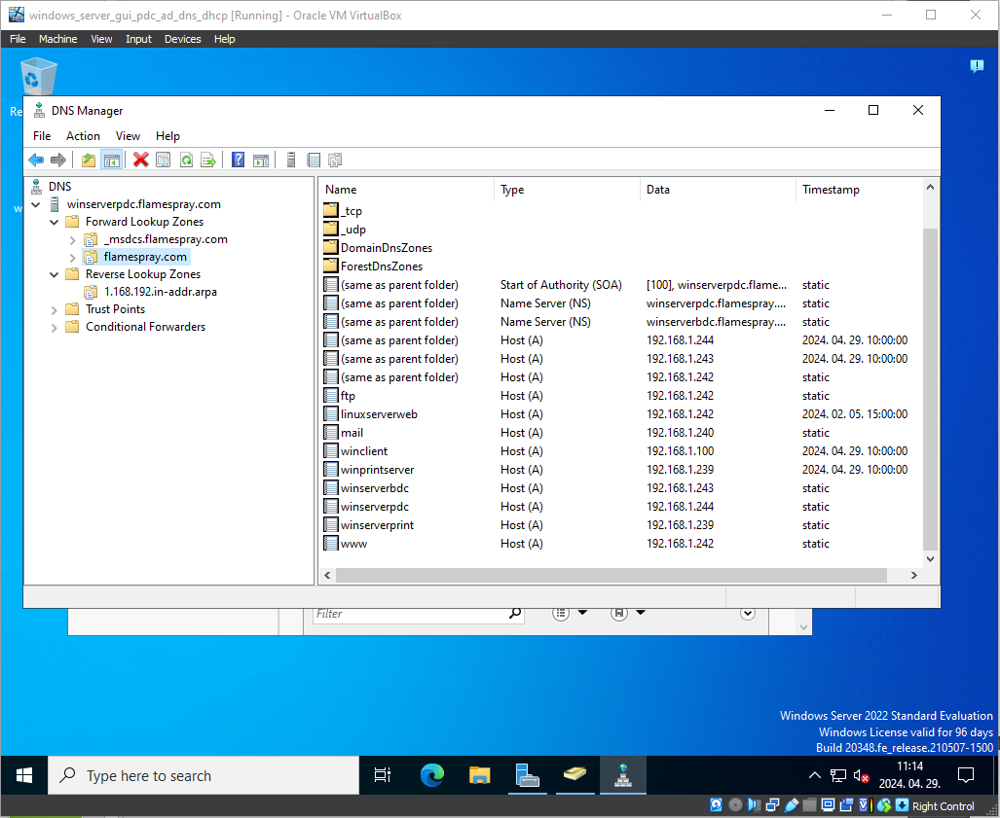 windows_server_gui_pdc_ad_dns_dhcp [Running] - Oracle VM VirtualBox
File Machine View Input Devices Help
Re
DNS Manager
File Action View Help
w
DNS
winserverpdc.flamespray.com
Forward Lookup Zones
_msdcs.flamespray.com
flamespray.com
Reverse Lookup Zones
1.168.192.in-addr.arpa
Trust Points
Conditional Forwarders
Name Type Data Timestamp
_tcp
_udp
DomainDnsZones
ForestDnsZones
(same as parent folder) Start of Authority (SOA) [100], winserverpdc.flame... static
(same as parent folder) Name Server (NS) winserverpdc.flamespray.... static
(same as parent folder) Name Server (NS) winserverbdc.flamespray.... static
(same as parent folder) Host (A) 192.168.1.244 2024. 04. 29. 10:00:00
(same as parent folder) Host (A) 192.168.1.243 2024. 04. 29. 10:00:00
(same as parent folder) Host (A) 192.168.1.242 static
ftp Host (A) 192.168.1.242 static
linuxserverweb Host (A) 192.168.1.242 2024. 02. 05. 15:00:00
mail Host (A) 192.168.1.240 static
winclient Host (A) 192.168.1.100 2024. 04. 29. 10:00:00
winprintserver Host (A) 192.168.1.239 2024. 04. 29. 10:00:00
winserverbdc Host (A) 192.168.1.243 static
winserverpdc Host (A) 192.168.1.244 static
winserverprint Host (A) 192.168.1.239 static
www Host (A) 192.168.1.242 static
Filter
Windows Server 2022 Standard Evaluation
Windows License valid for 96 days
Build 20348.fe_release.210507-1500
Type here to search
11:14
2024. 04. 29.
Right Control